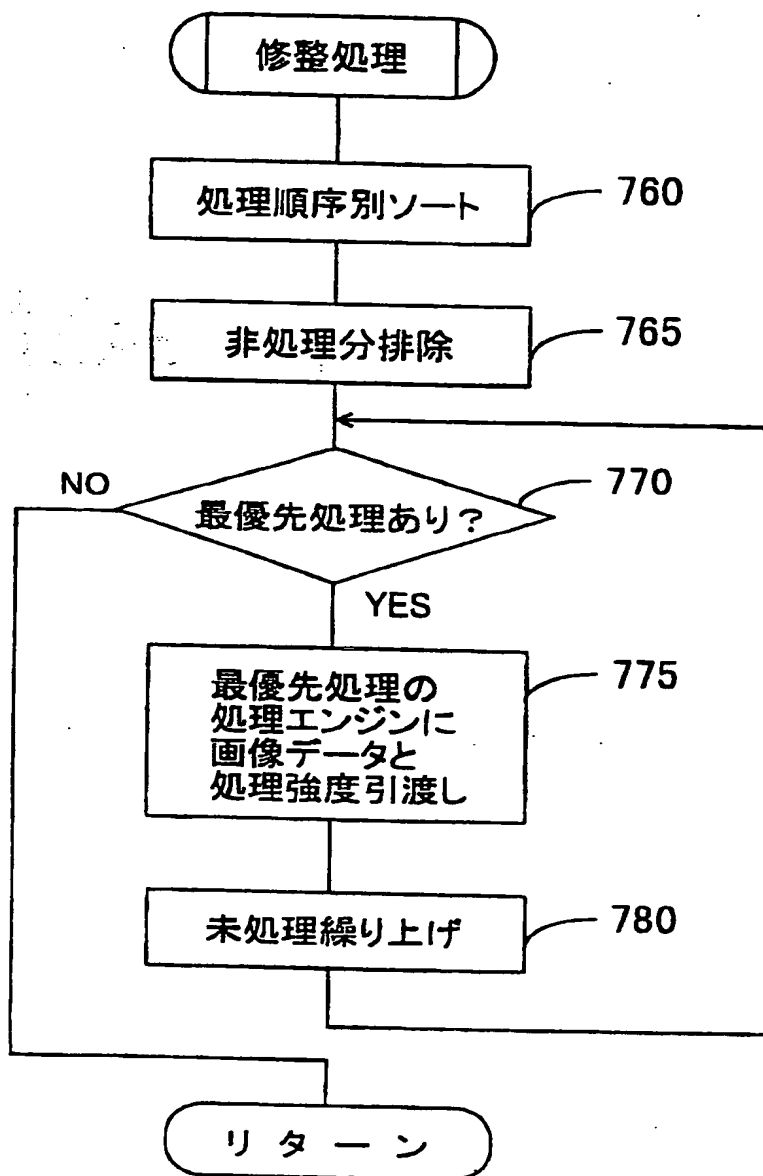 修整処理
処理順序別ソート
760
非処理分排除
765
NO
最優先処理あり?
770
YES
最優先処理の
処理エンジンに
画像データと
処理強度引渡し
775
未処理繰り上げ
780
リターン